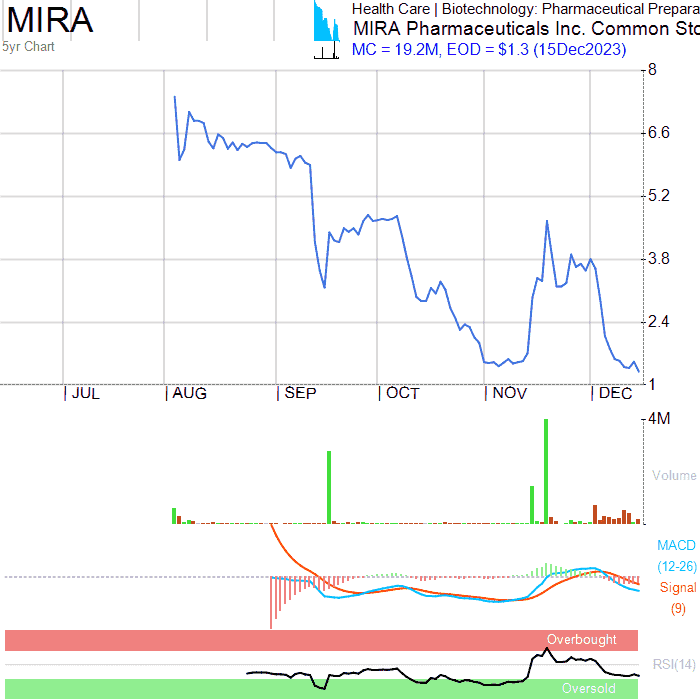 MIRA
Health Care | Biotechnology: Pharmaceutical Prepara
MIRA Pharmaceuticals Inc. Common Sto
5yr Chart
MC = 19.2M, EOD = $1.3 (15Dec2023)
8
6.6
5.2
3.8
2.4
1
JUL AUG SEP OCT NOV DEC
4M
Volume
MACD
(12-26)
Signal
(9)
Overbought
RSI(14)
Oversold